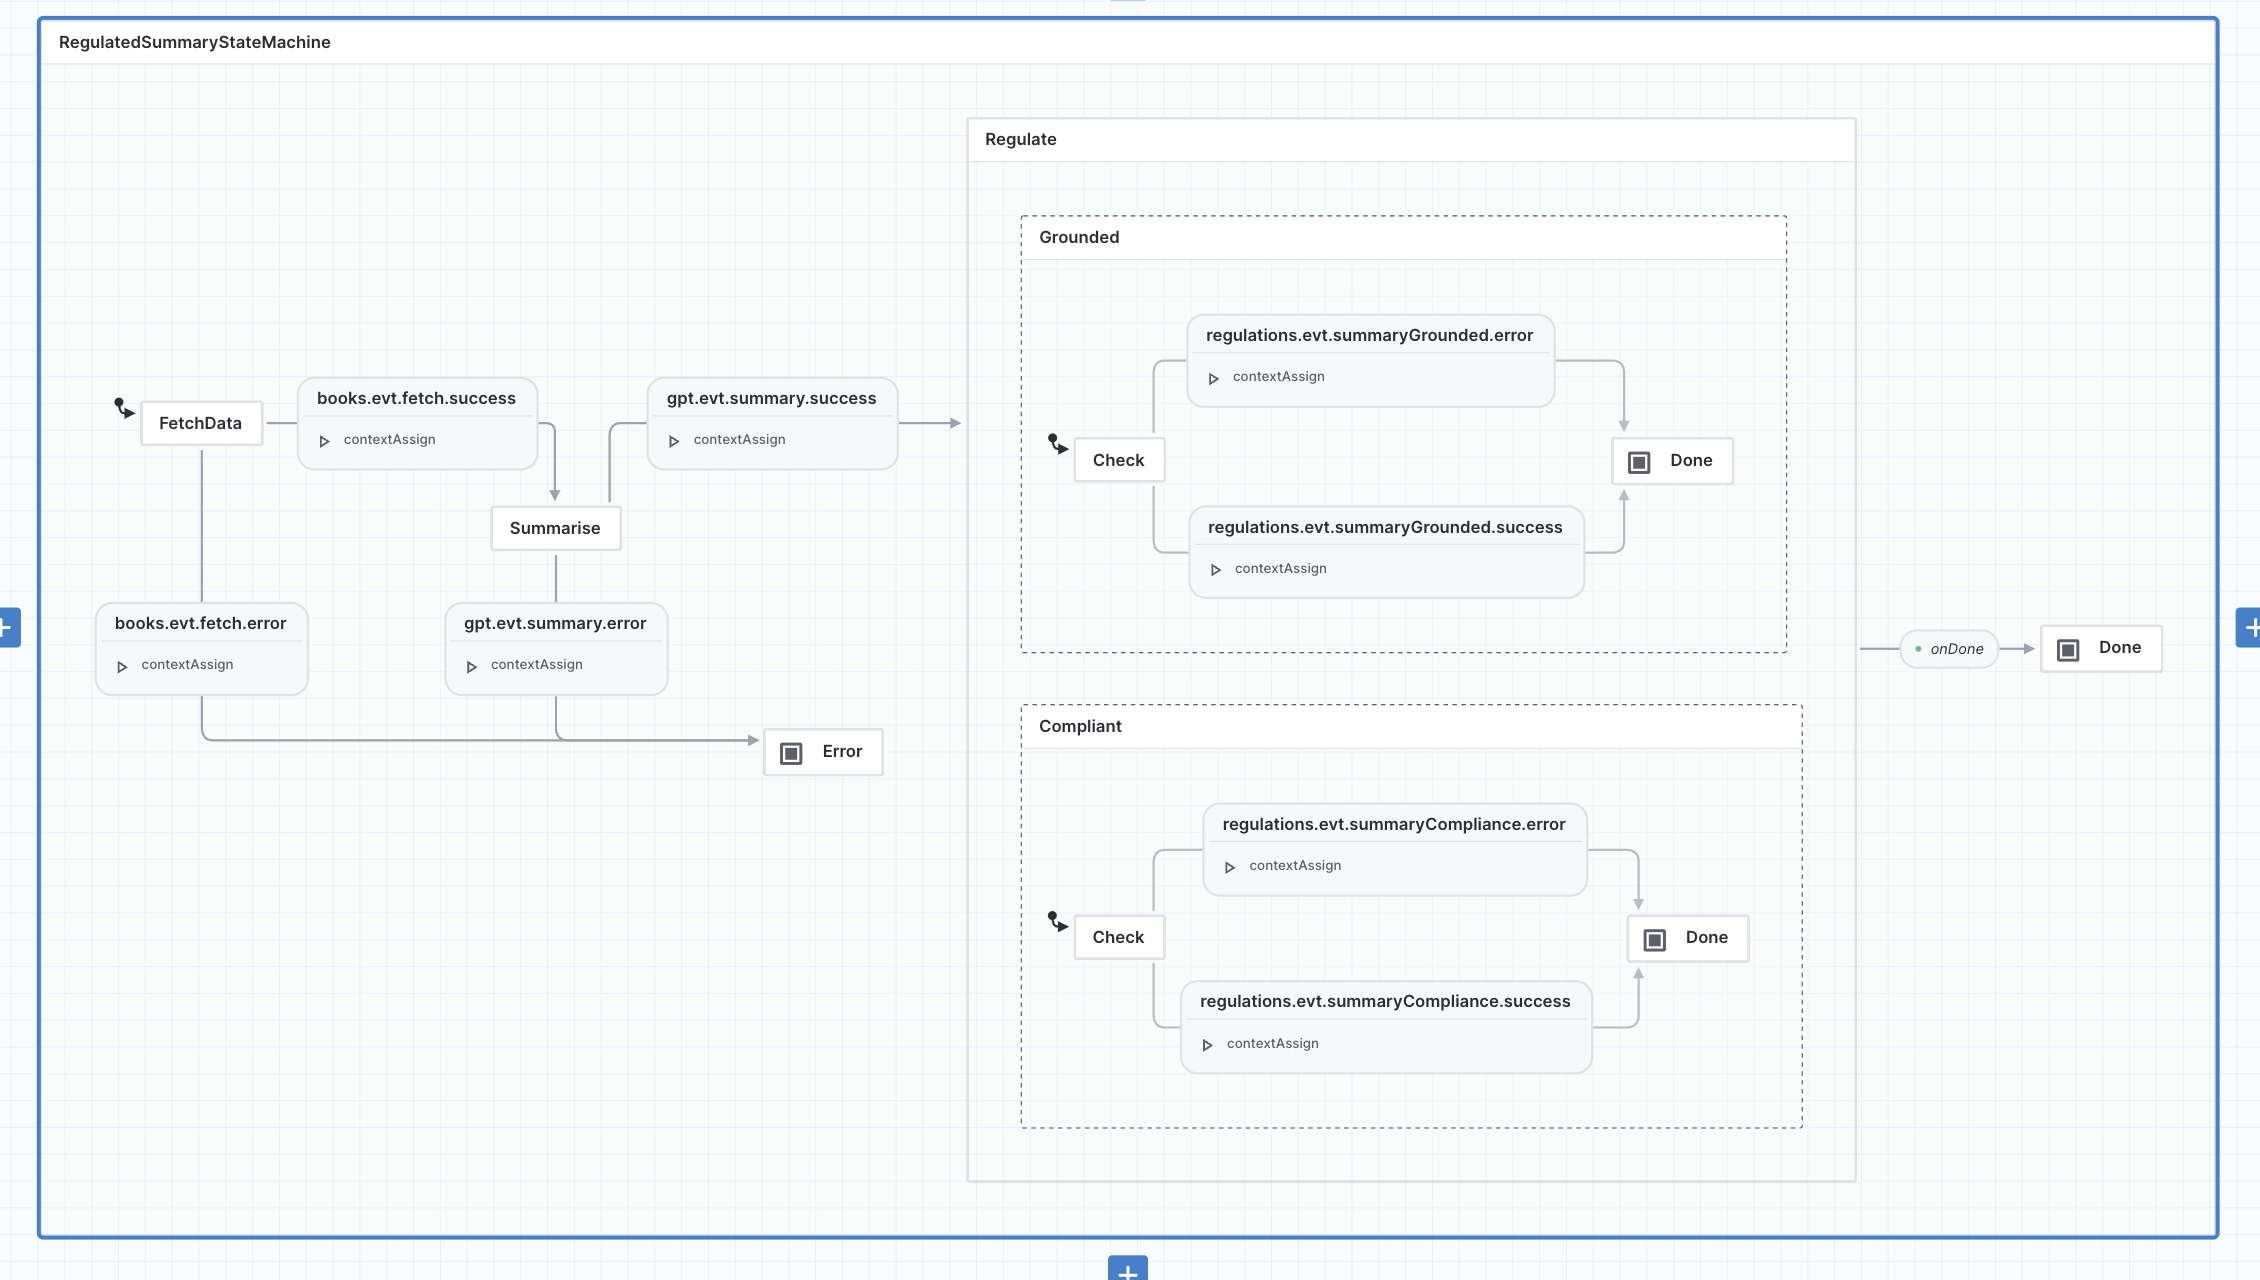 RegulatedSummaryStateMachine
FetchData
books.evt.fetch.success
contextAssign
gpt.evt.summary.success
contextAssign
Summarise
books.evt.fetch.error
contextAssign
gpt.evt.summary.error
contextAssign
Error
Regulate
Grounded
regulations.evt.summaryGrounded.error
contextAssign
Check
Done
regulations.evt.summaryGrounded.success
contextAssign
Compliant
regulations.evt.summaryCompliance.error
contextAssign
Check
Done
regulations.evt.summaryCompliance.success
contextAssign
onDone
Done